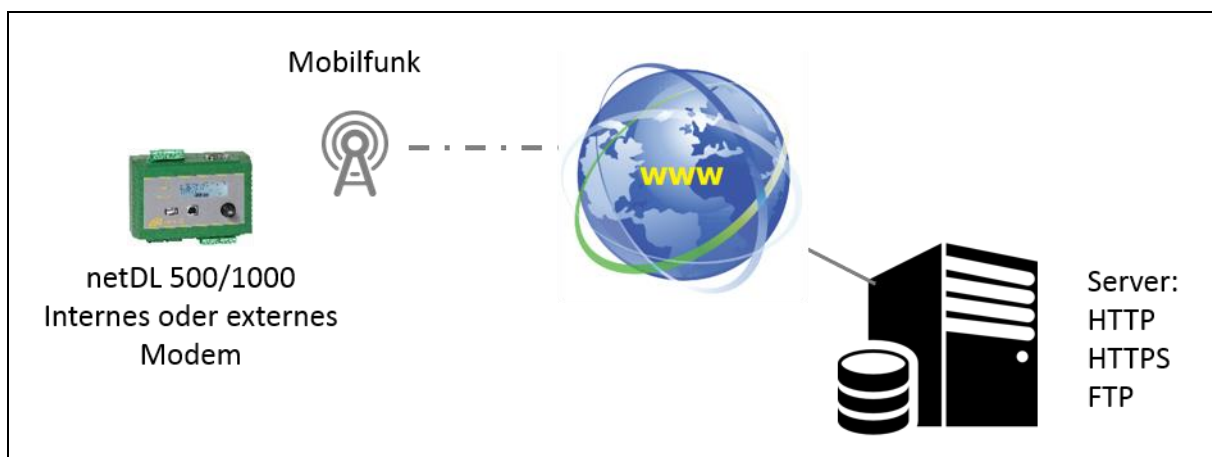 Mobilfunk
www
netDL 500/1000
Internes oder externes
Modem
Server:
HTTP
HTTPS
FTP